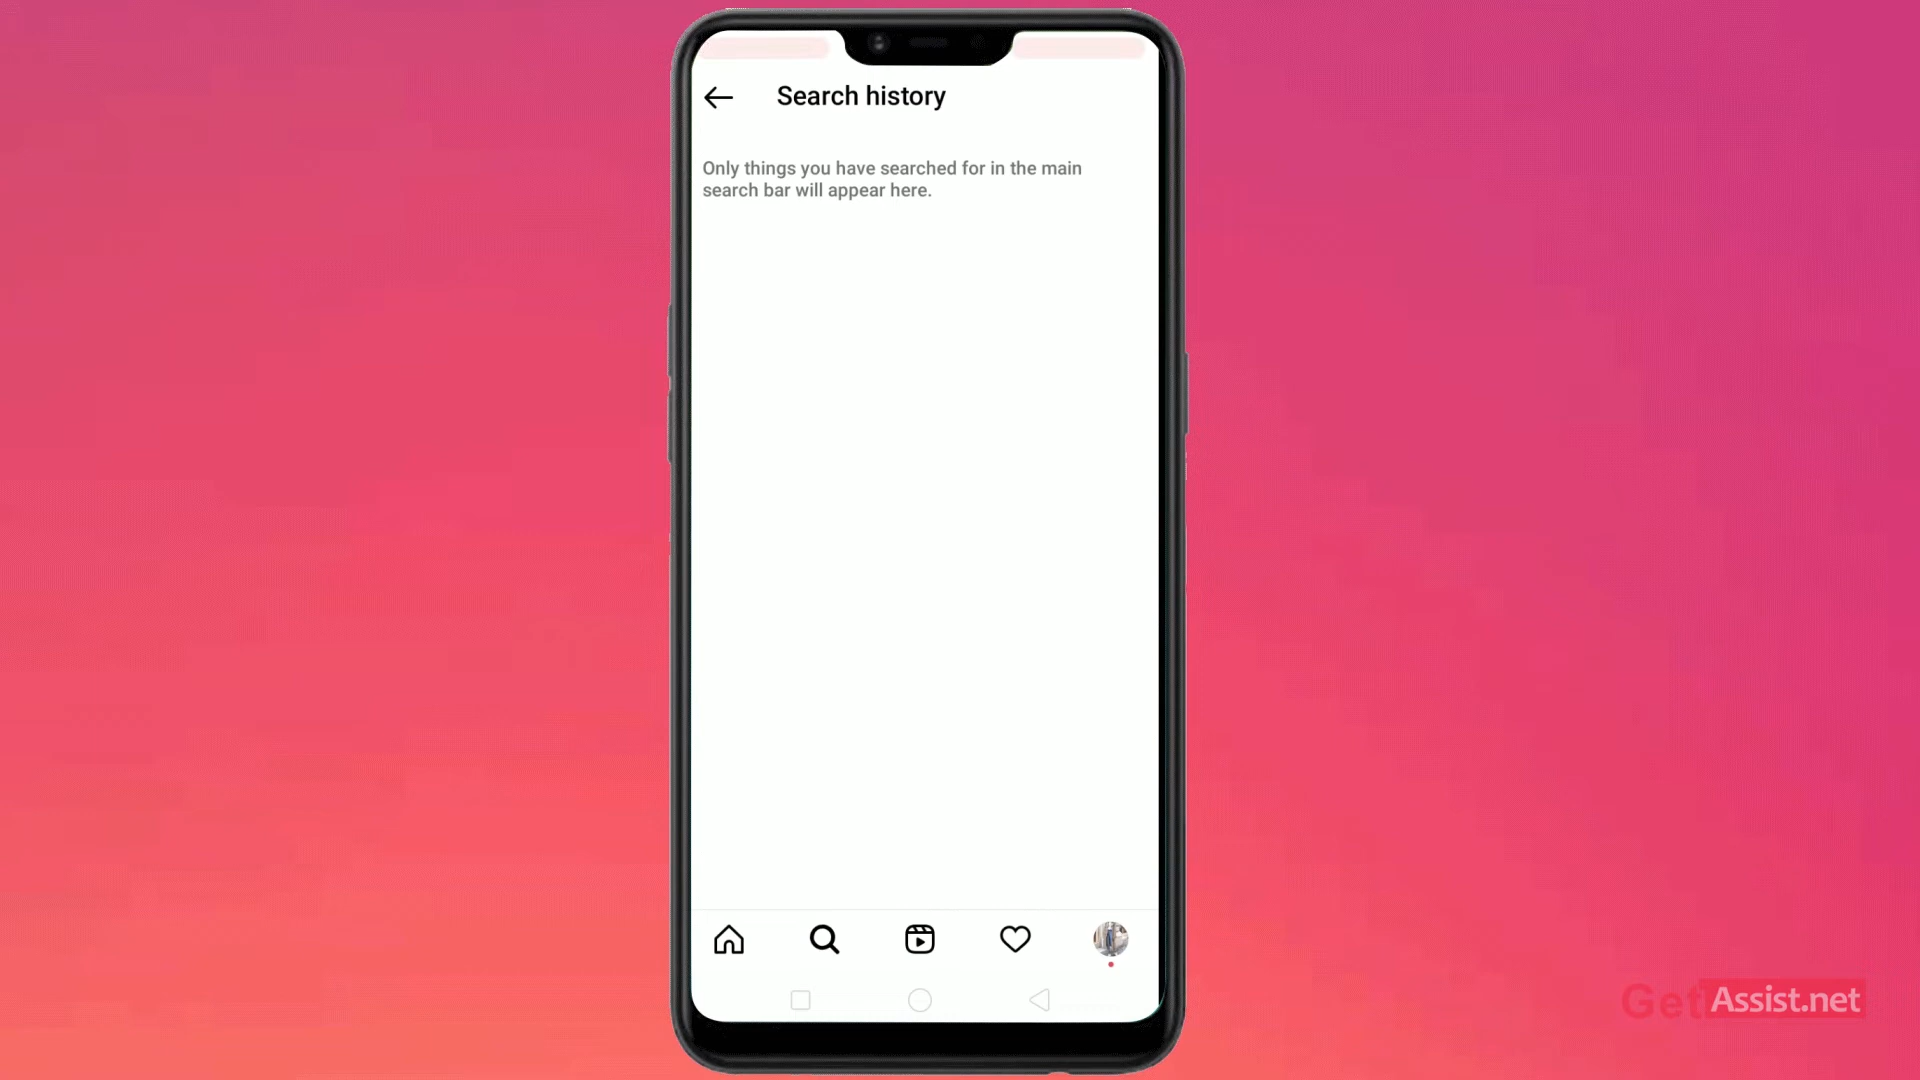 Search history
Only things you have searched for in the main
search bar will appear here.
GetAssist.net